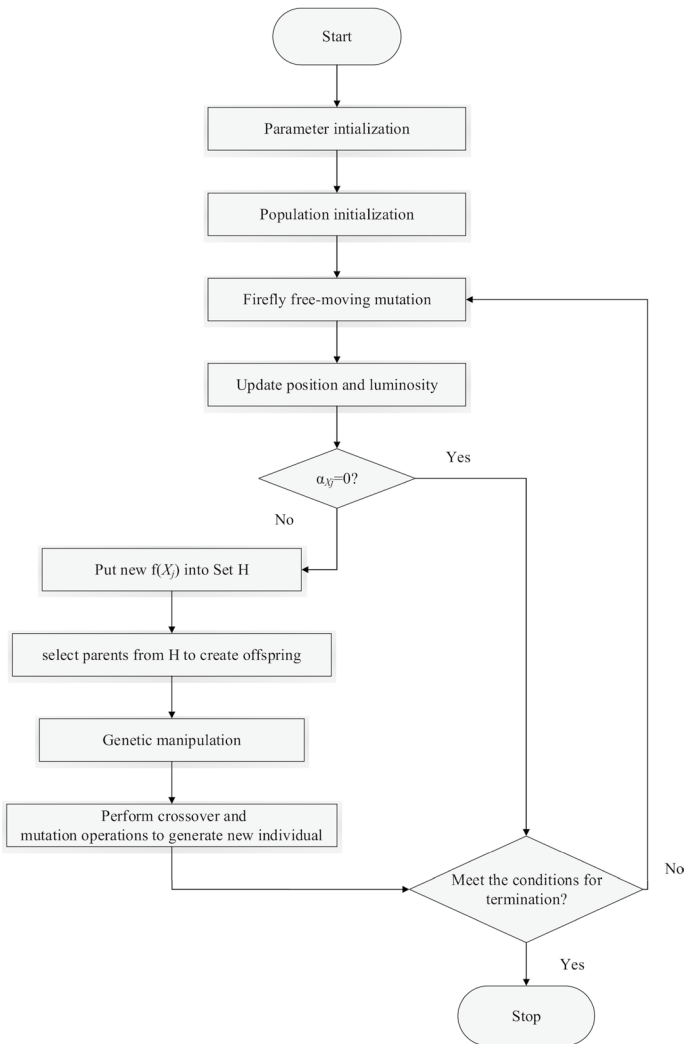 Start
Parameter intialization
Population initialization
Firefly free-moving mutation
Update position and luminosity
αXj=0?
Yes
No
Put new f(Xj) into Set H
select parents from H to create offspring
Genetic manipulation
Perform crossover and
mutation operations to generate new individual
Meet the conditions for
termination?
No
Yes
Stop